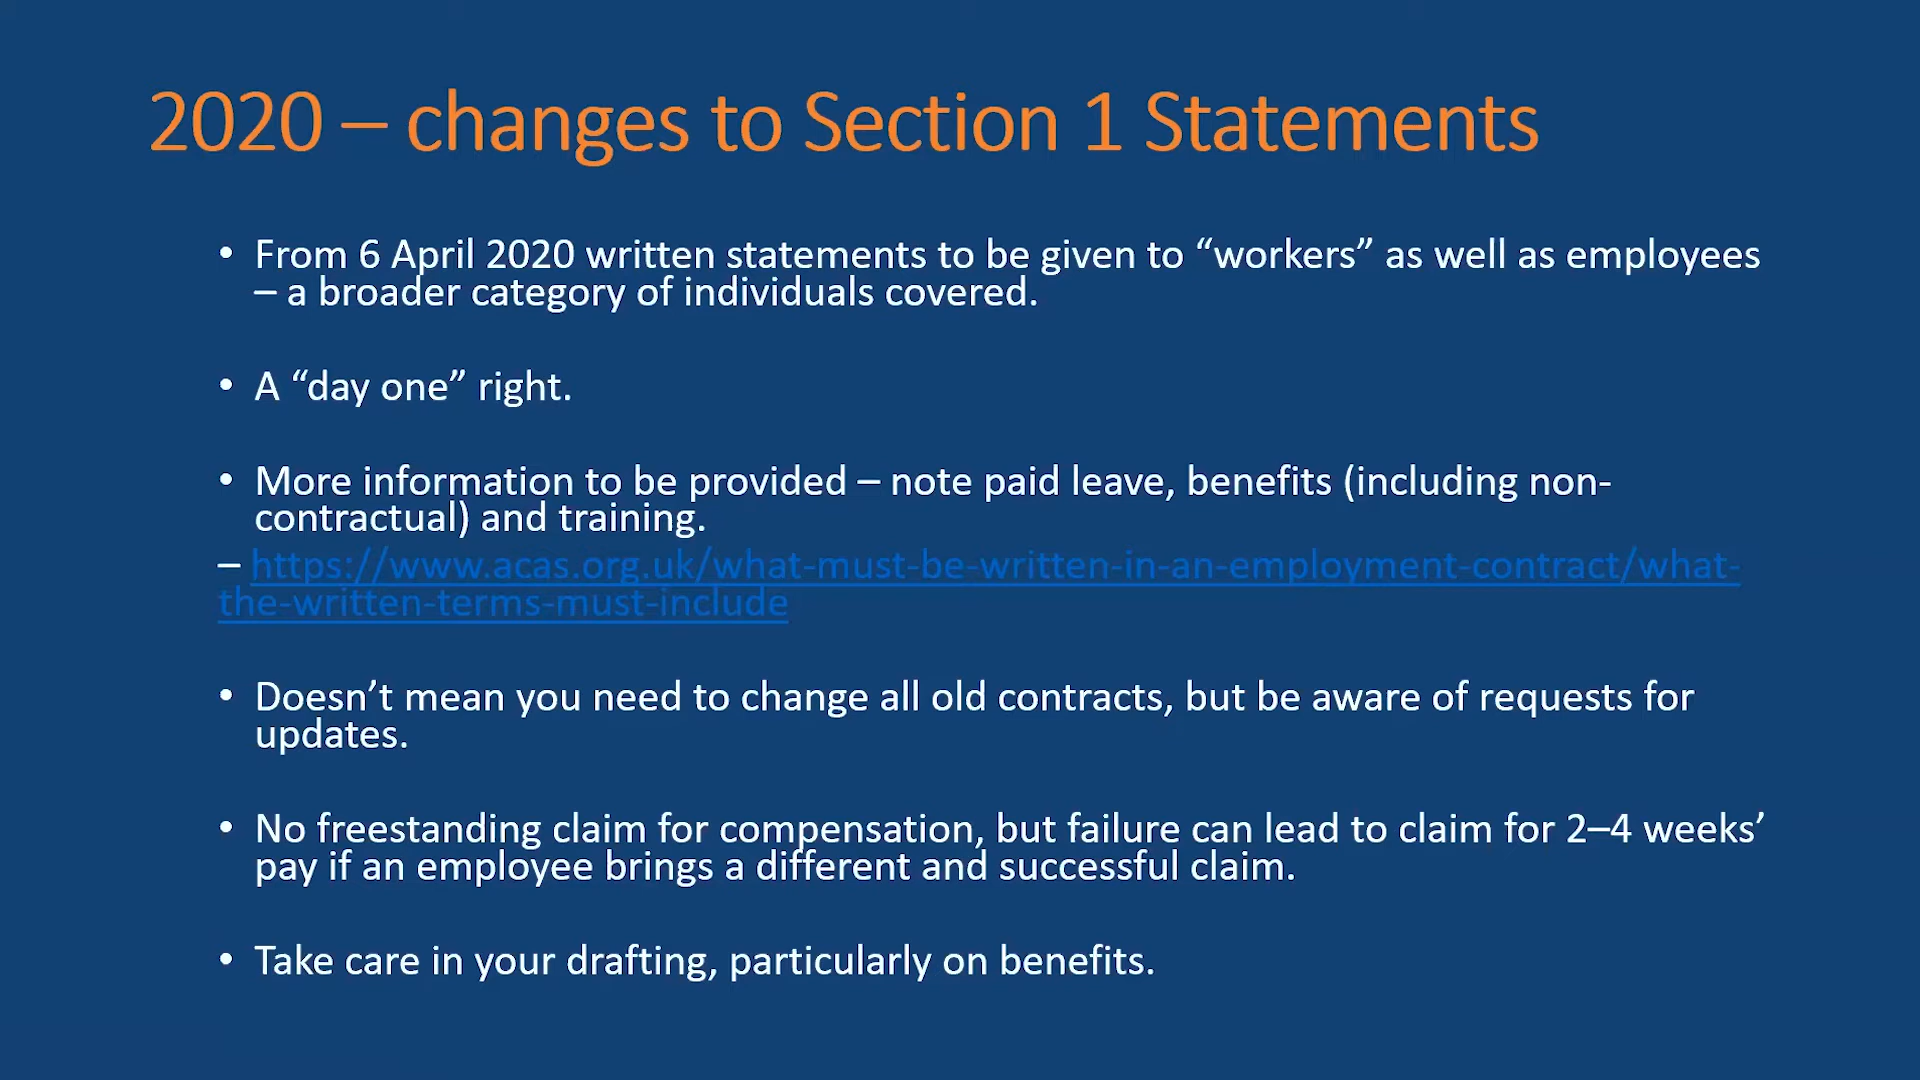 2020 – changes to Section 1 Statements
• From 6 April 2020 written statements to be given to “workers” as well as employees
– a broader category of individuals covered.
• A “day one” right.
• More information to be provided – note paid leave, benefits (including non-
contractual) and training.
– https://www.acas.org.uk/what-must-be-written-in-an-employment-contract/what-
the-written-terms-must-include
• Doesn’t mean you need to change all old contracts, but be aware of requests for
updates.
• No freestanding claim for compensation, but failure can lead to claim for 2–4 weeks’
pay if an employee brings a different and successful claim.
• Take care in your drafting, particularly on benefits.